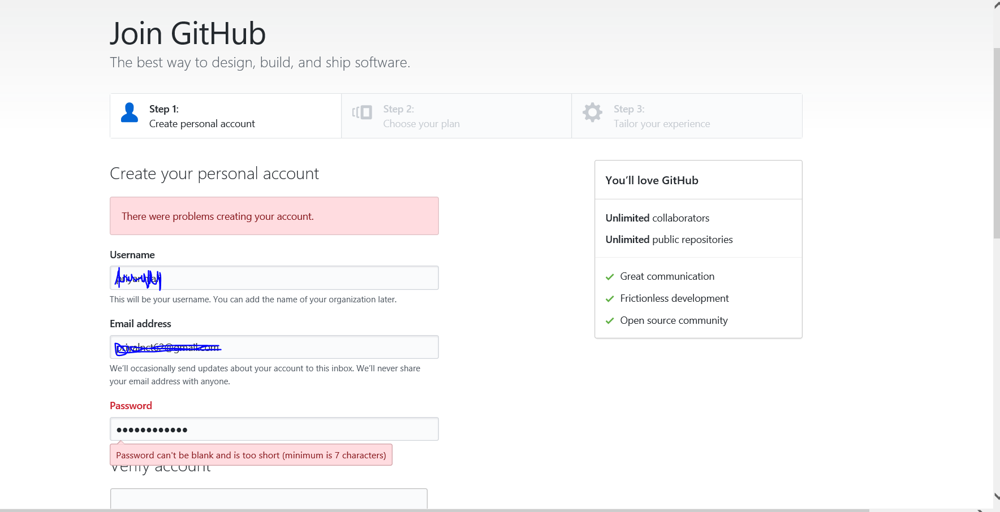 Join GitHub
The best way to design, build, and ship software.
Step 1:
Create personal account
Step 2:
Choose your plan
Step 3:
Tailor your experience
Create your personal account
There were problems creating your account.
Username
This will be your username. You can add the name of your organization later.
Email address
We'll occasionally send updates about your account to this inbox. We'll never share
your email address with anyone.
Password
Password can't be blank and is too short (minimum is 7 characters)
Verify account
You'll love GitHub
Unlimited collaborators
Unlimited public repositories
Great communication
Frictionless development
Open source community